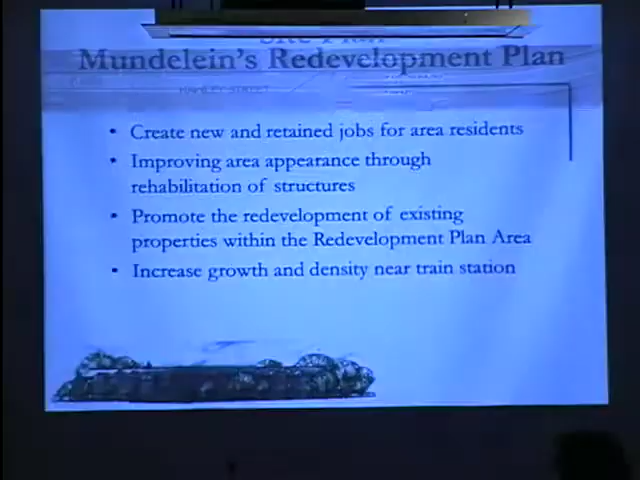 Site Plan
Mundelein's Redevelopment Plan
• Create new and retained jobs for area residents
• Improving area appearance through
rehabilitation of structures
• Promote the redevelopment of existing
properties within the Redevelopment Plan Area
• Increase growth and density near train station